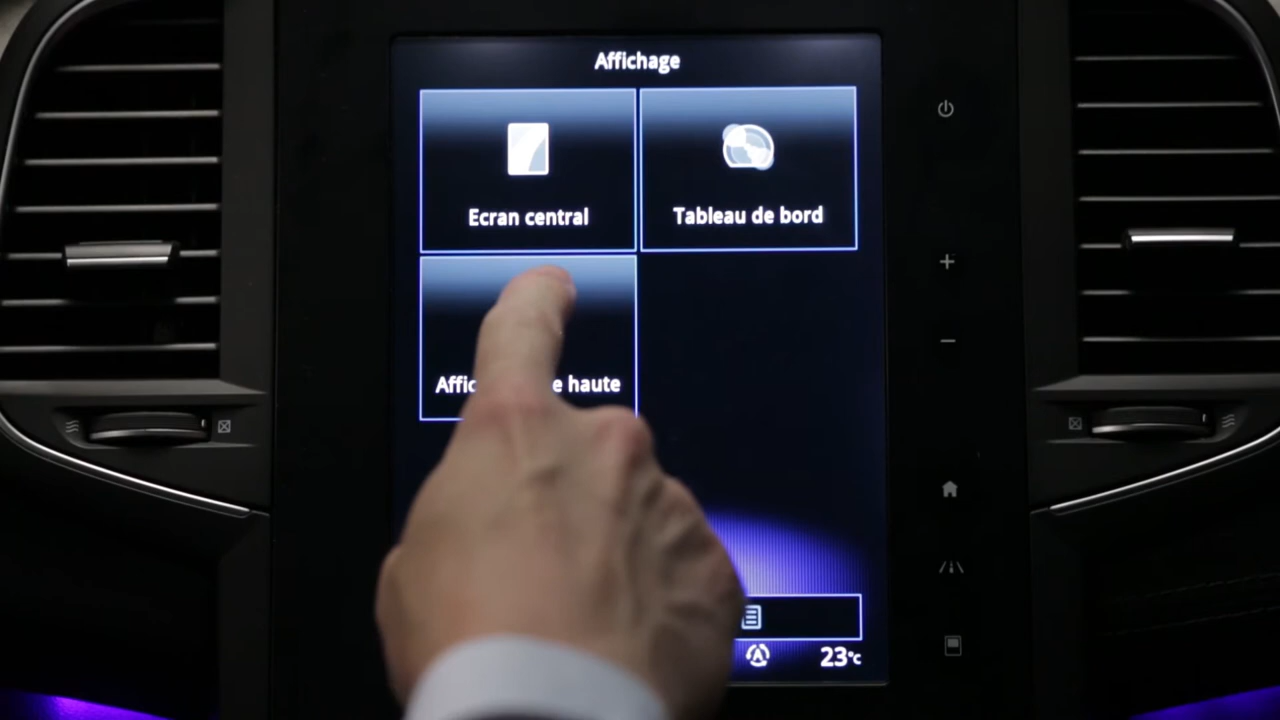 Affichage
Ecran central
Tableau de bord
haute
23°C